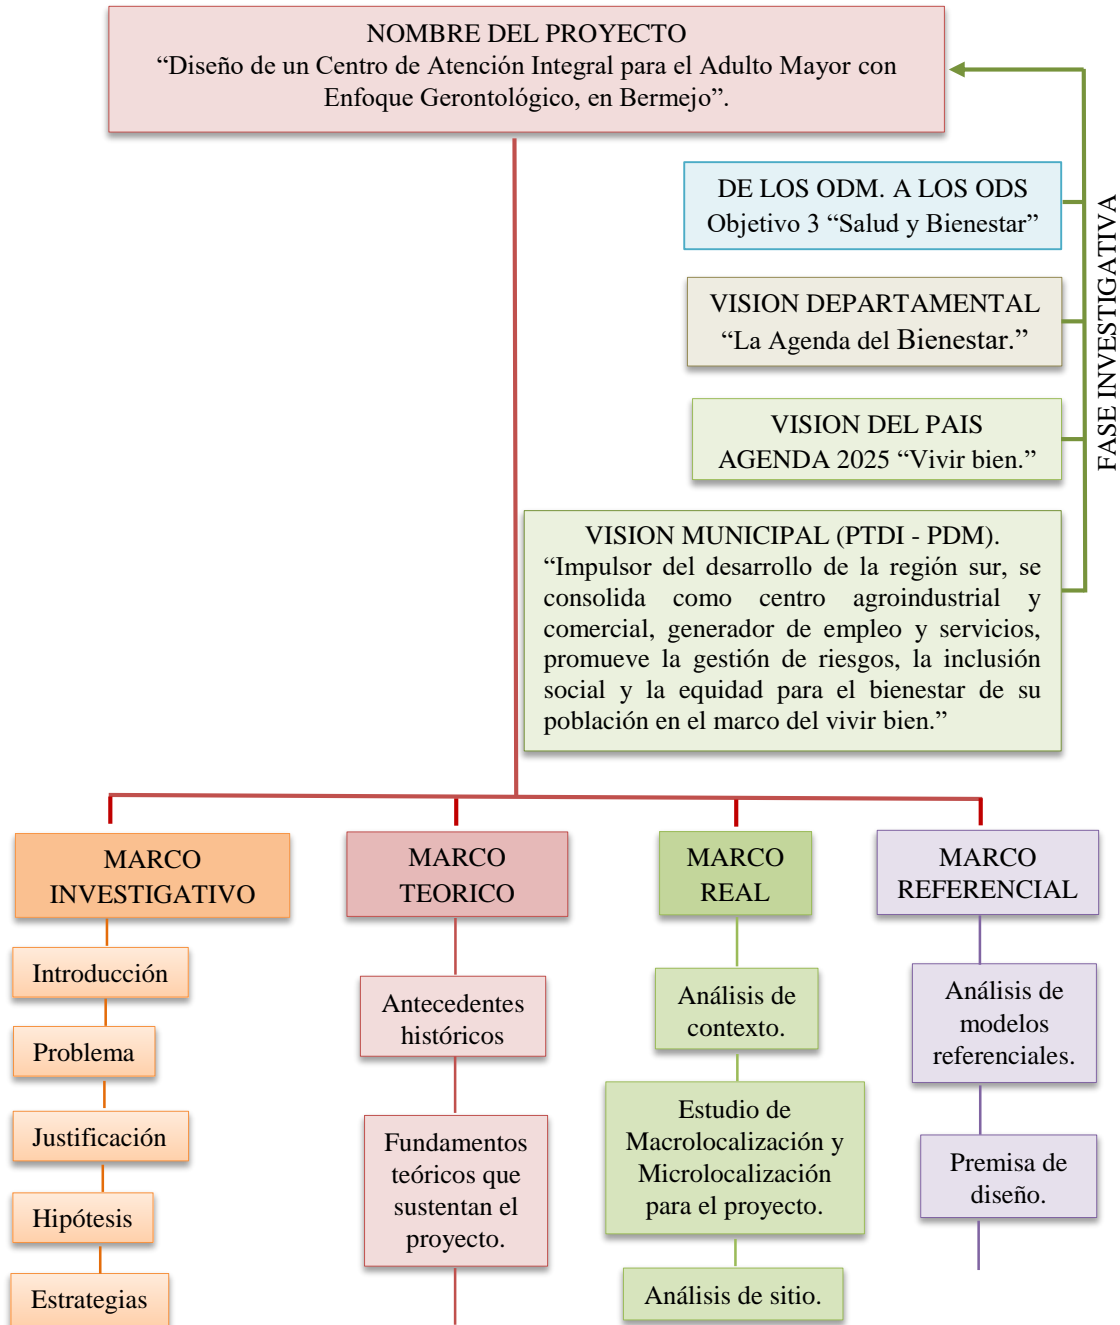 NOMBRE DEL PROYECTO
“Diseño de un Centro de Atención Integral para el Adulto Mayor con
Enfoque Gerontológico, en Bermejo”.
DE LOS ODM. A LOS ODS
Objetivo 3 “Salud y Bienestar”
VISION DEPARTAMENTAL
“La Agenda del Bienestar.”
VISION DEL PAIS
AGENDA 2025 “Vivir bien.”
VISION MUNICIPAL (PTDI - PDM).
“Impulsor del desarrollo de la región sur, se
consolida como centro agroindustrial y
comercial, generador de empleo y servicios,
promueve la gestión de riesgos, la inclusión
social y la equidad para el bienestar de su
población en el marco del vivir bien.”
FASE INVESTIGATIVA
MARCO
INVESTIGATIVO
Introducción
Problema
Justificación
Hipótesis
Estrategias
MARCO
TEORICO
Antecedentes
históricos
Fundamentos
teóricos que
sustentan el
proyecto.
MARCO
REAL
Análisis de
contexto.
Estudio de
Macrolocalización y
Microlocalización
para el proyecto.
Análisis de sitio.
MARCO
REFERENCIAL
Análisis de
modelos
referenciales.
Premisa de
diseño.